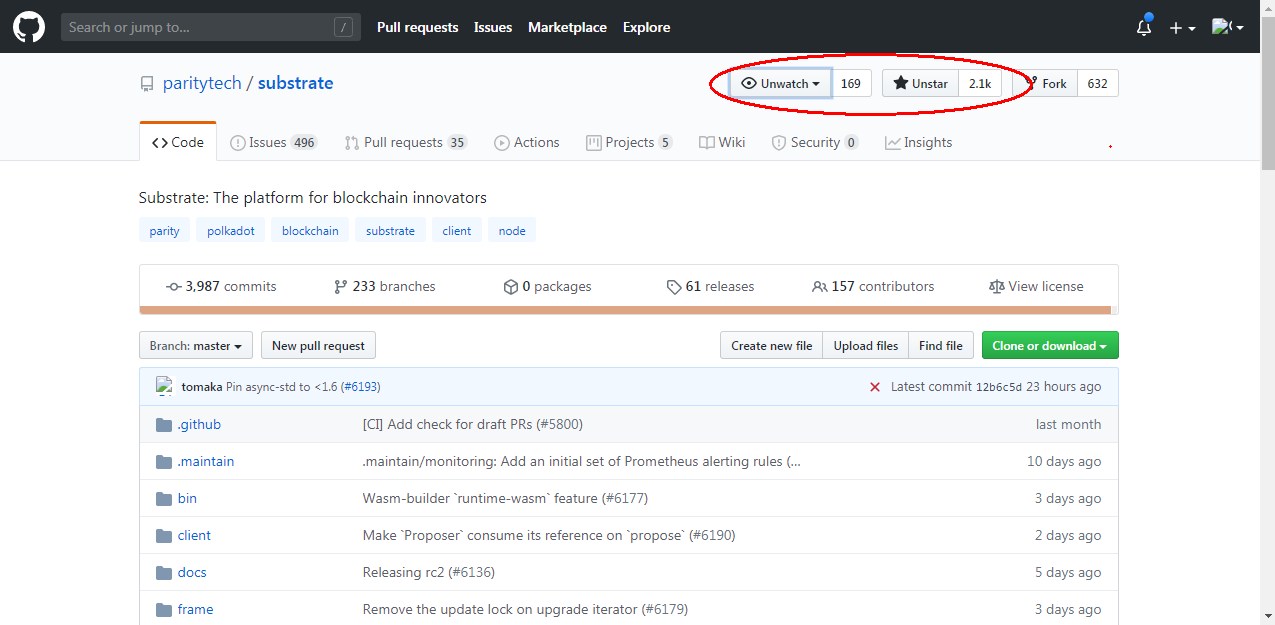 Search or jump to... / Pull requests Issues Marketplace Explore
paritytech / substrate Unwatch 169 Unstar 2.1k Fork 632
Code Issues 496 Pull requests 35 Actions Projects 5 Wiki Security 0 Insights
Substrate: The platform for blockchain innovators
parity polkadot blockchain substrate client node
3,987 commits 233 branches 0 packages 61 releases 157 contributors View license
Branch: master New pull request Create new file Upload files Find file Clone or download
tomaka Pin async-std to <1.6 (#6193) Latest commit 12b6c5d 23 hours ago
.github [CI] Add check for draft PRs (#5800) last month
.maintain .maintain/monitoring: Add an initial set of Prometheus alerting rules (... 10 days ago
bin Wasm-builder `runtime-wasm` feature (#6177) 3 days ago
client Make `Proposer` consume its reference on `propose` (#6190) 2 days ago
docs Releasing rc2 (#6136) 5 days ago
frame Remove the update lock on upgrade iterator (#6179) 3 days ago